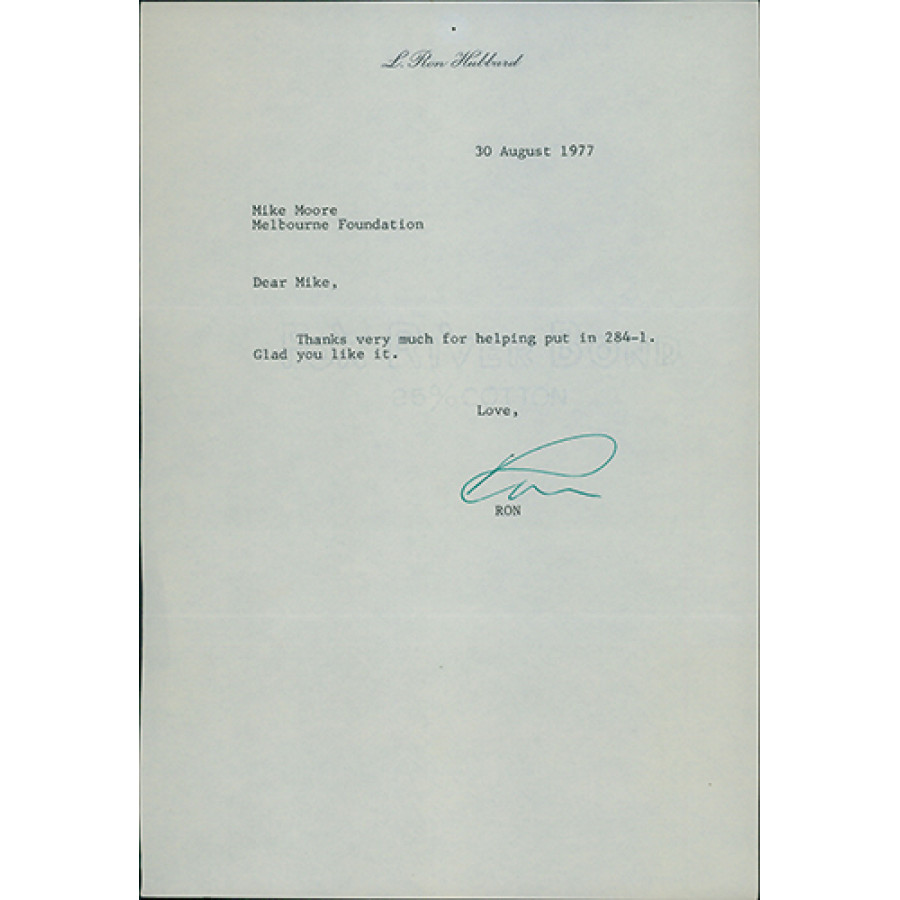 L. Ron Hubbard
30 August 1977
Mike Moore
Melbourne Foundation
Dear Mike,
Thanks very much for helping put in 284-1.
Glad you like it.
Love,
Ron
RON